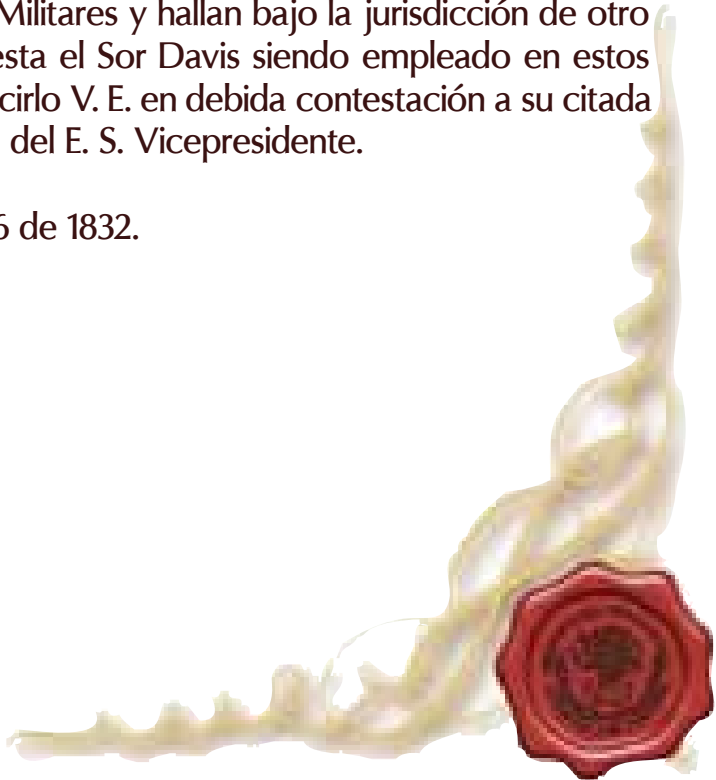 Militares y hallan bajo la jurisdicción de otro
esta el Sor Davis siendo empleado en estos
cirlo V. E. en debida contestación a su citada
del E. S. Vicepresidente.
6 de 1832.